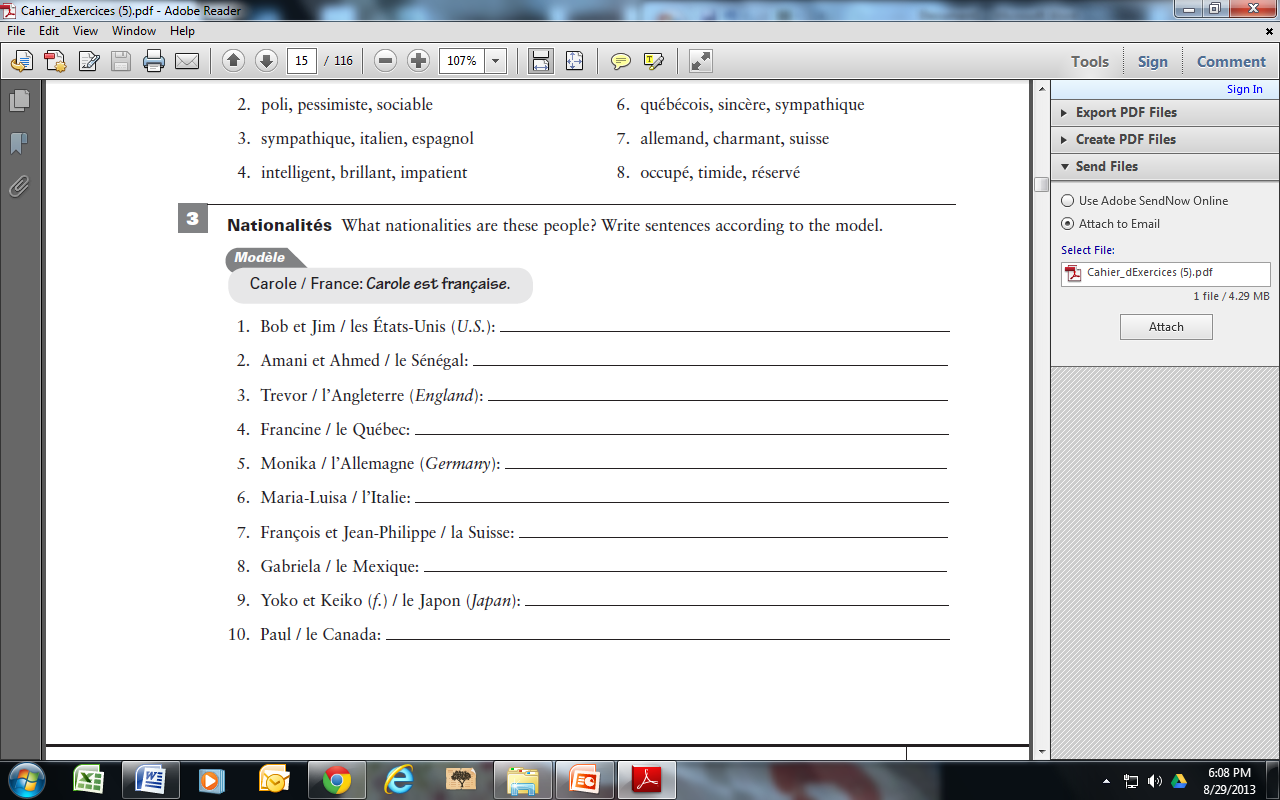 Cahier_dExercices (5).pdf - Adobe Reader
File Edit View Window Help
15 / 116 107% Tools Sign Comment
Sign In
Export PDF Files
Create PDF Files
Send Files
Use Adobe SendNow Online
Attach to Email
Select File:
Cahier_dExercices (5).pdf
1 file / 4.29 MB
Attach
2. poli, pessimiste, sociable
3. sympathique, italien, espagnol
4. intelligent, brillant, impatient
6. québécois, sincère, sympathique
7. allemand, charmant, suisse
8. occupé, timide, réservé
3 Nationalités What nationalities are these people? Write sentences according to the model.
Modèle
Carole / France: Carole est française.
1. Bob et Jim / les États-Unis (U.S.):
2. Amani et Ahmed / le Sénégal:
3. Trevor / l'Angleterre (England):
4. Francine / le Québec:
5. Monika / l'Allemagne (Germany):
6. Maria-Luisa / l'Italie:
7. François et Jean-Philippe / la Suisse:
8. Gabriela / le Mexique:
9. Yoko et Keiko (f.) / le Japon (Japan):
10. Paul / le Canada:
6:08 PM
8/29/2013